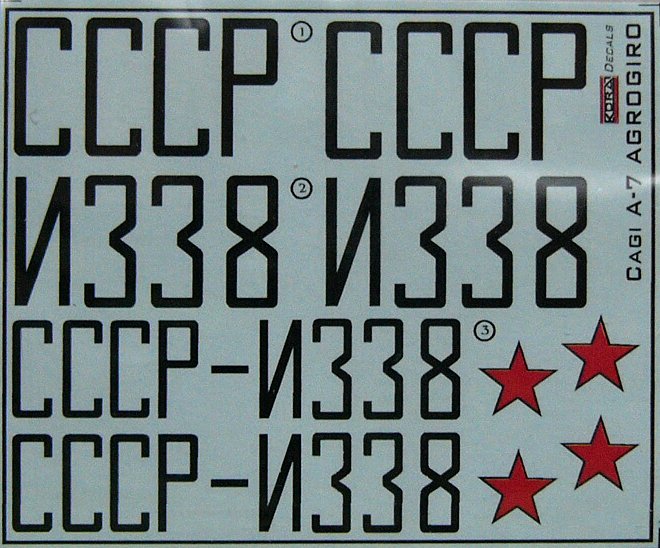 СССР 1 СССР
И338 2 И338
СССР-И338 3
СССР-И338
KORA Decals
CAGI A-7 AGROGIRO